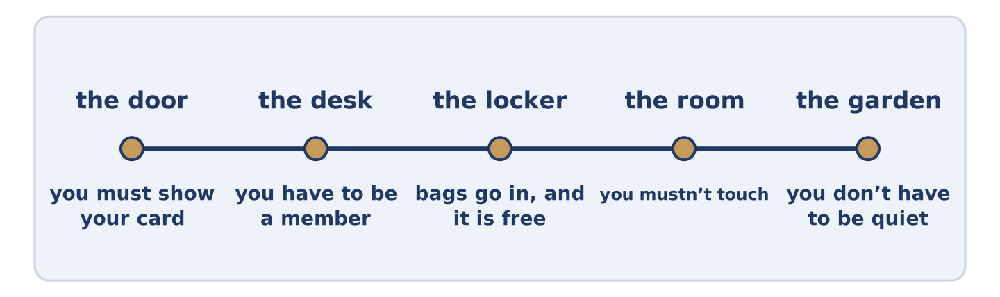 the door
the desk
the locker
the room
the garden
you must show
your card
you have to be
a member
bags go in, and
it is free
you mustn’t touch
you don’t have
to be quiet